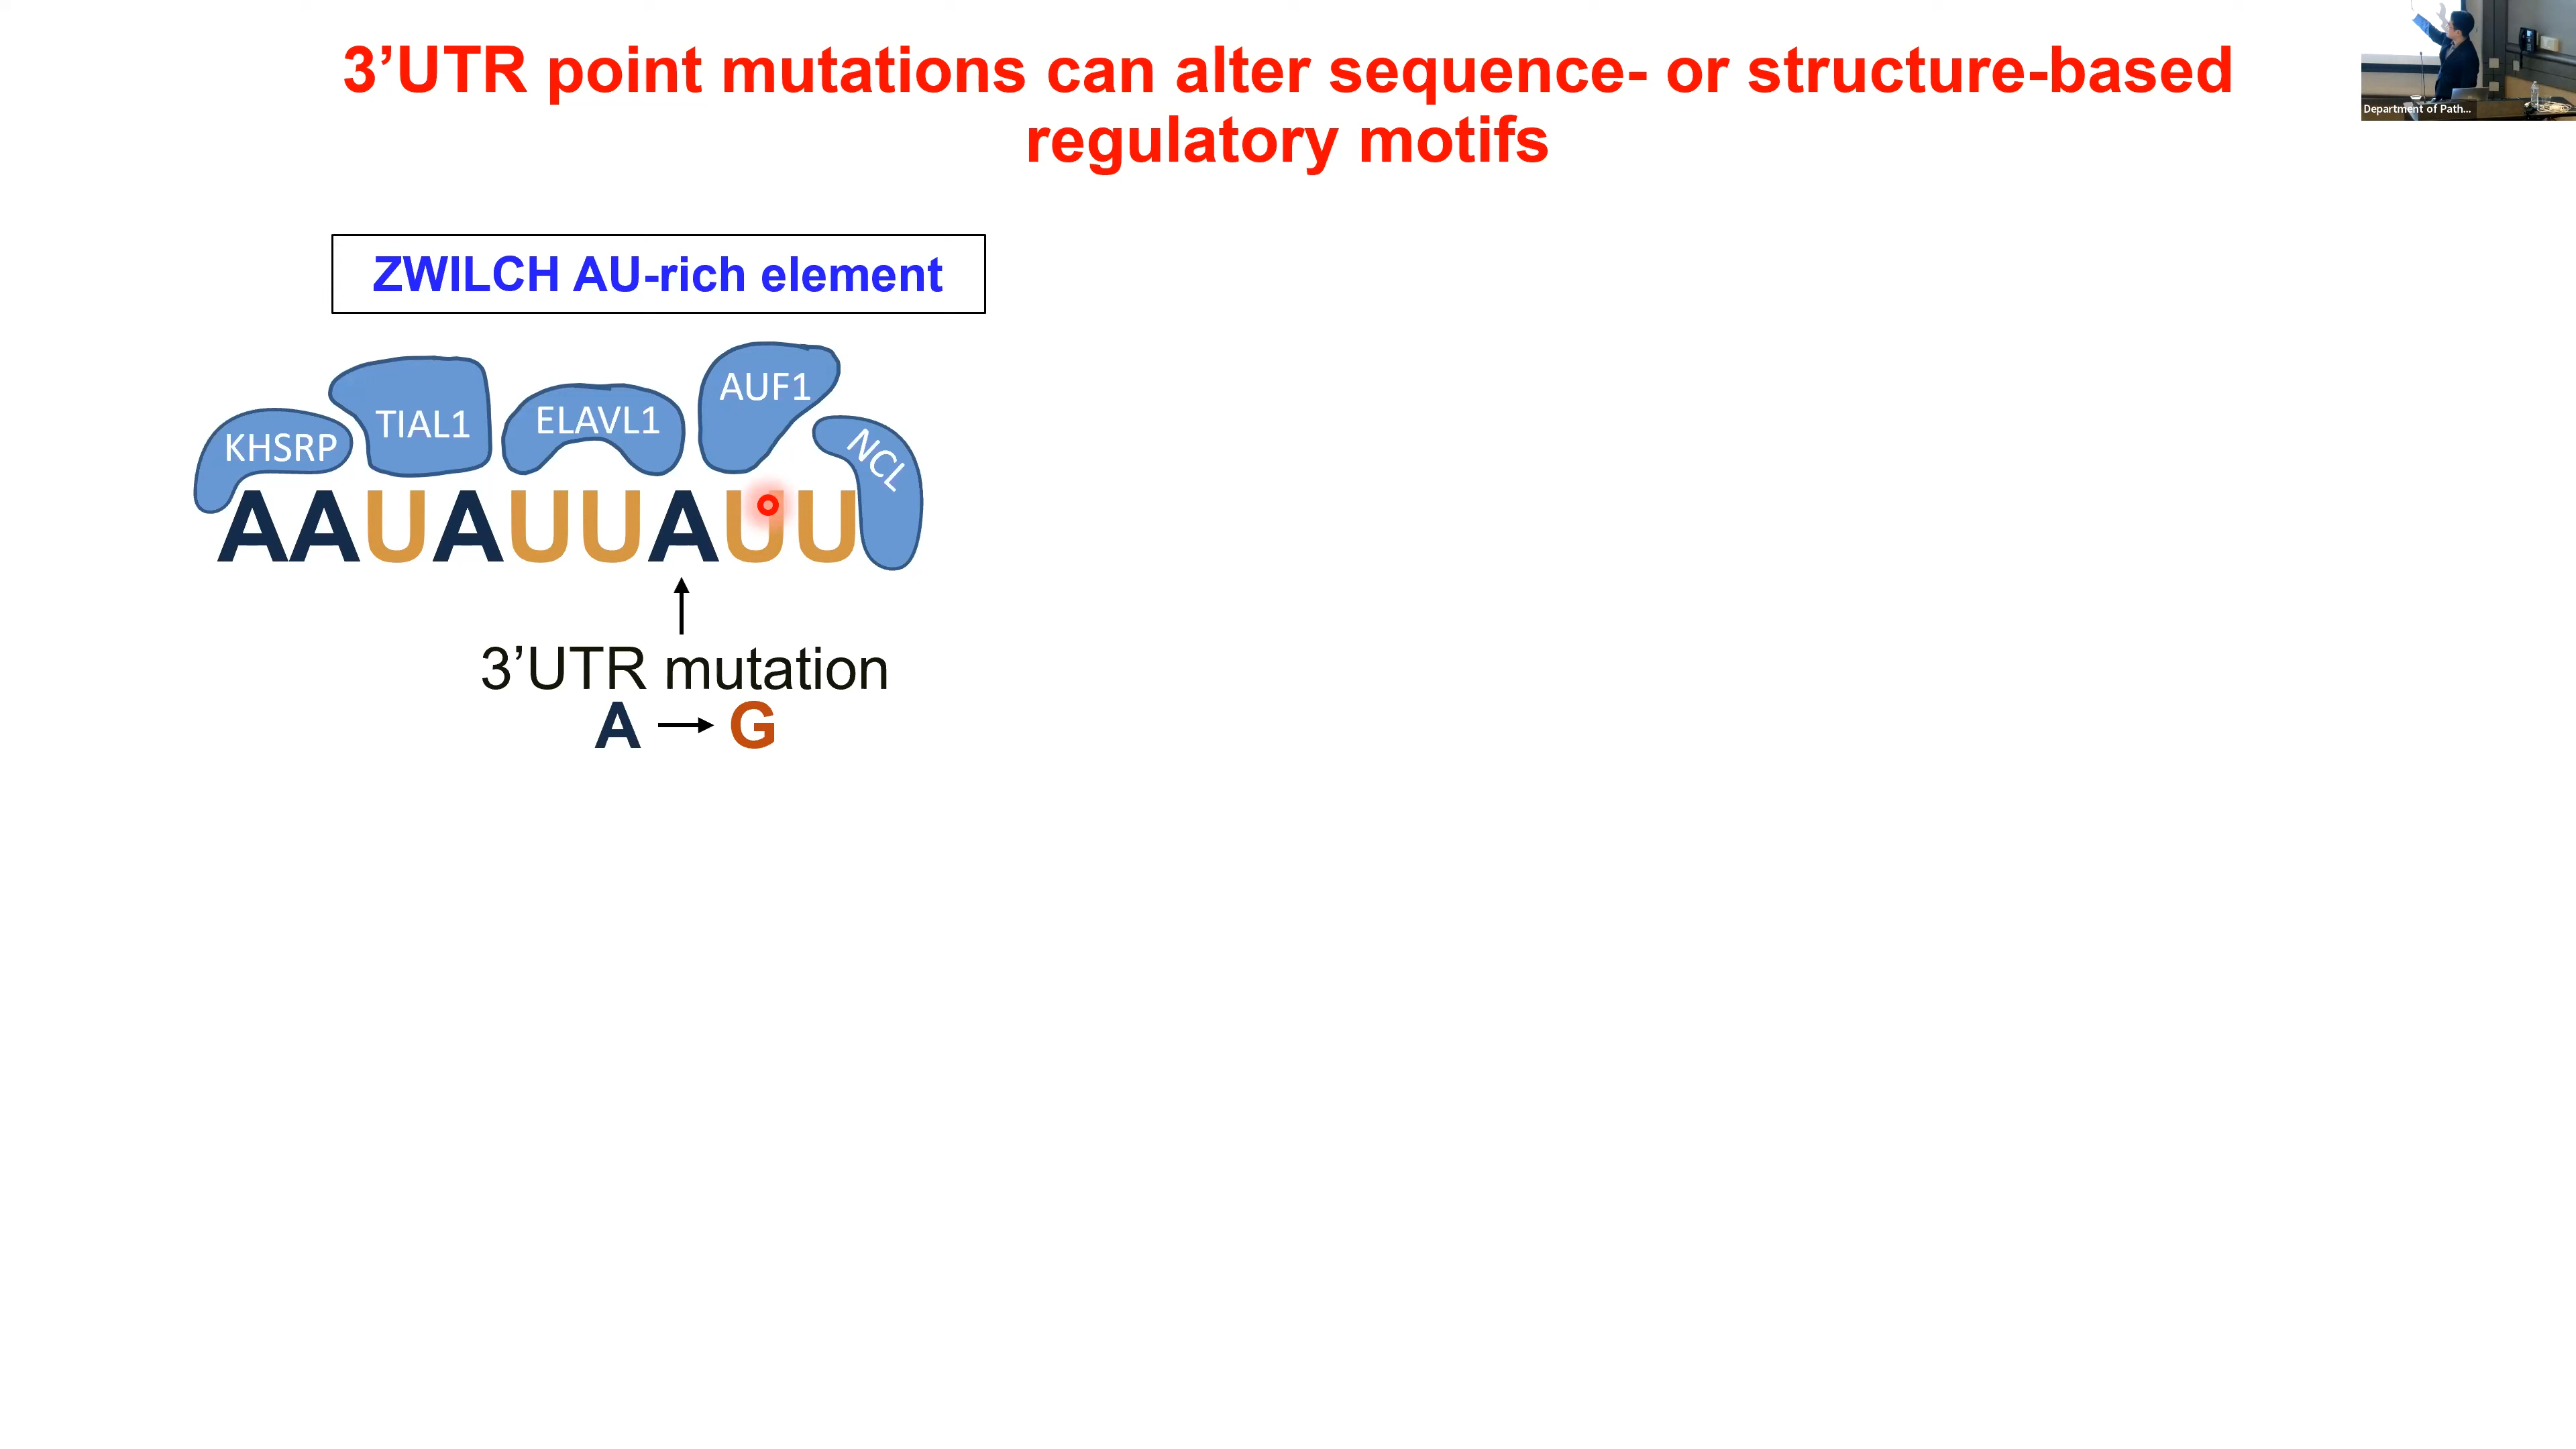 3’UTR point mutations can alter sequence- or structure-based
regulatory motifs
Department of Path...
ZWILCH AU-rich element
KHSRP
TIAL1
ELAVL1
AUF1
NCL
AAUAUUAUU
3’UTR mutation
A → G